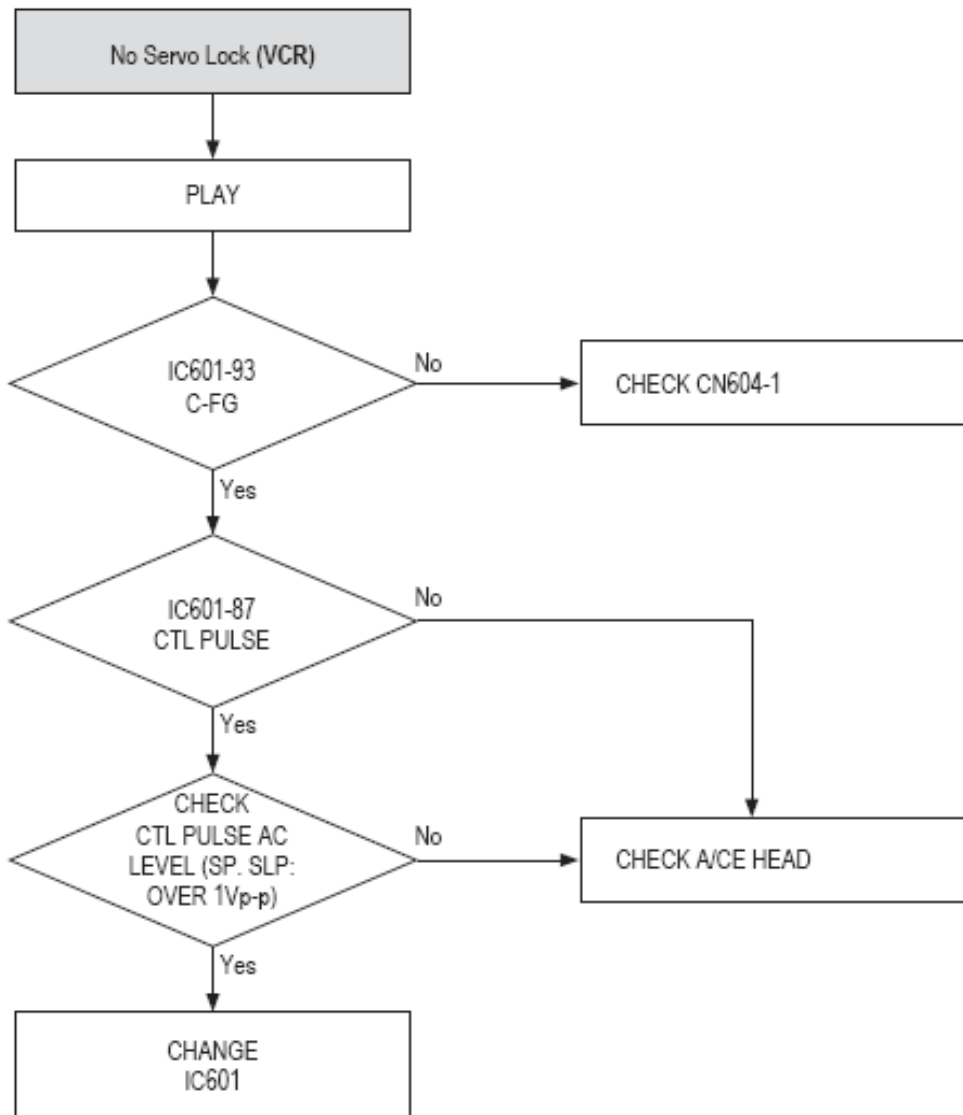 No Servo Lock (VCR)
PLAY
IC601-93
C-FG
No
CHECK CN604-1
Yes
IC601-87
CTL PULSE
No
Yes
CHECK
CTL PULSE AC
LEVEL (SP. SLP:
OVER 1Vp-p)
No
CHECK A/CE HEAD
Yes
CHANGE
IC601